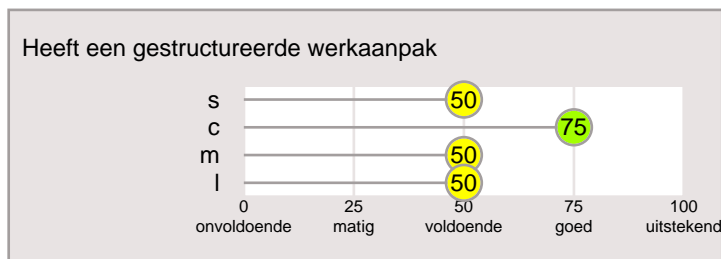 Heeft een gestructureerde werkaanpak
s 50
c 75
m 50
l 50
0 25 50 75 100
onvoldoende matig voldoende goed uitstekend